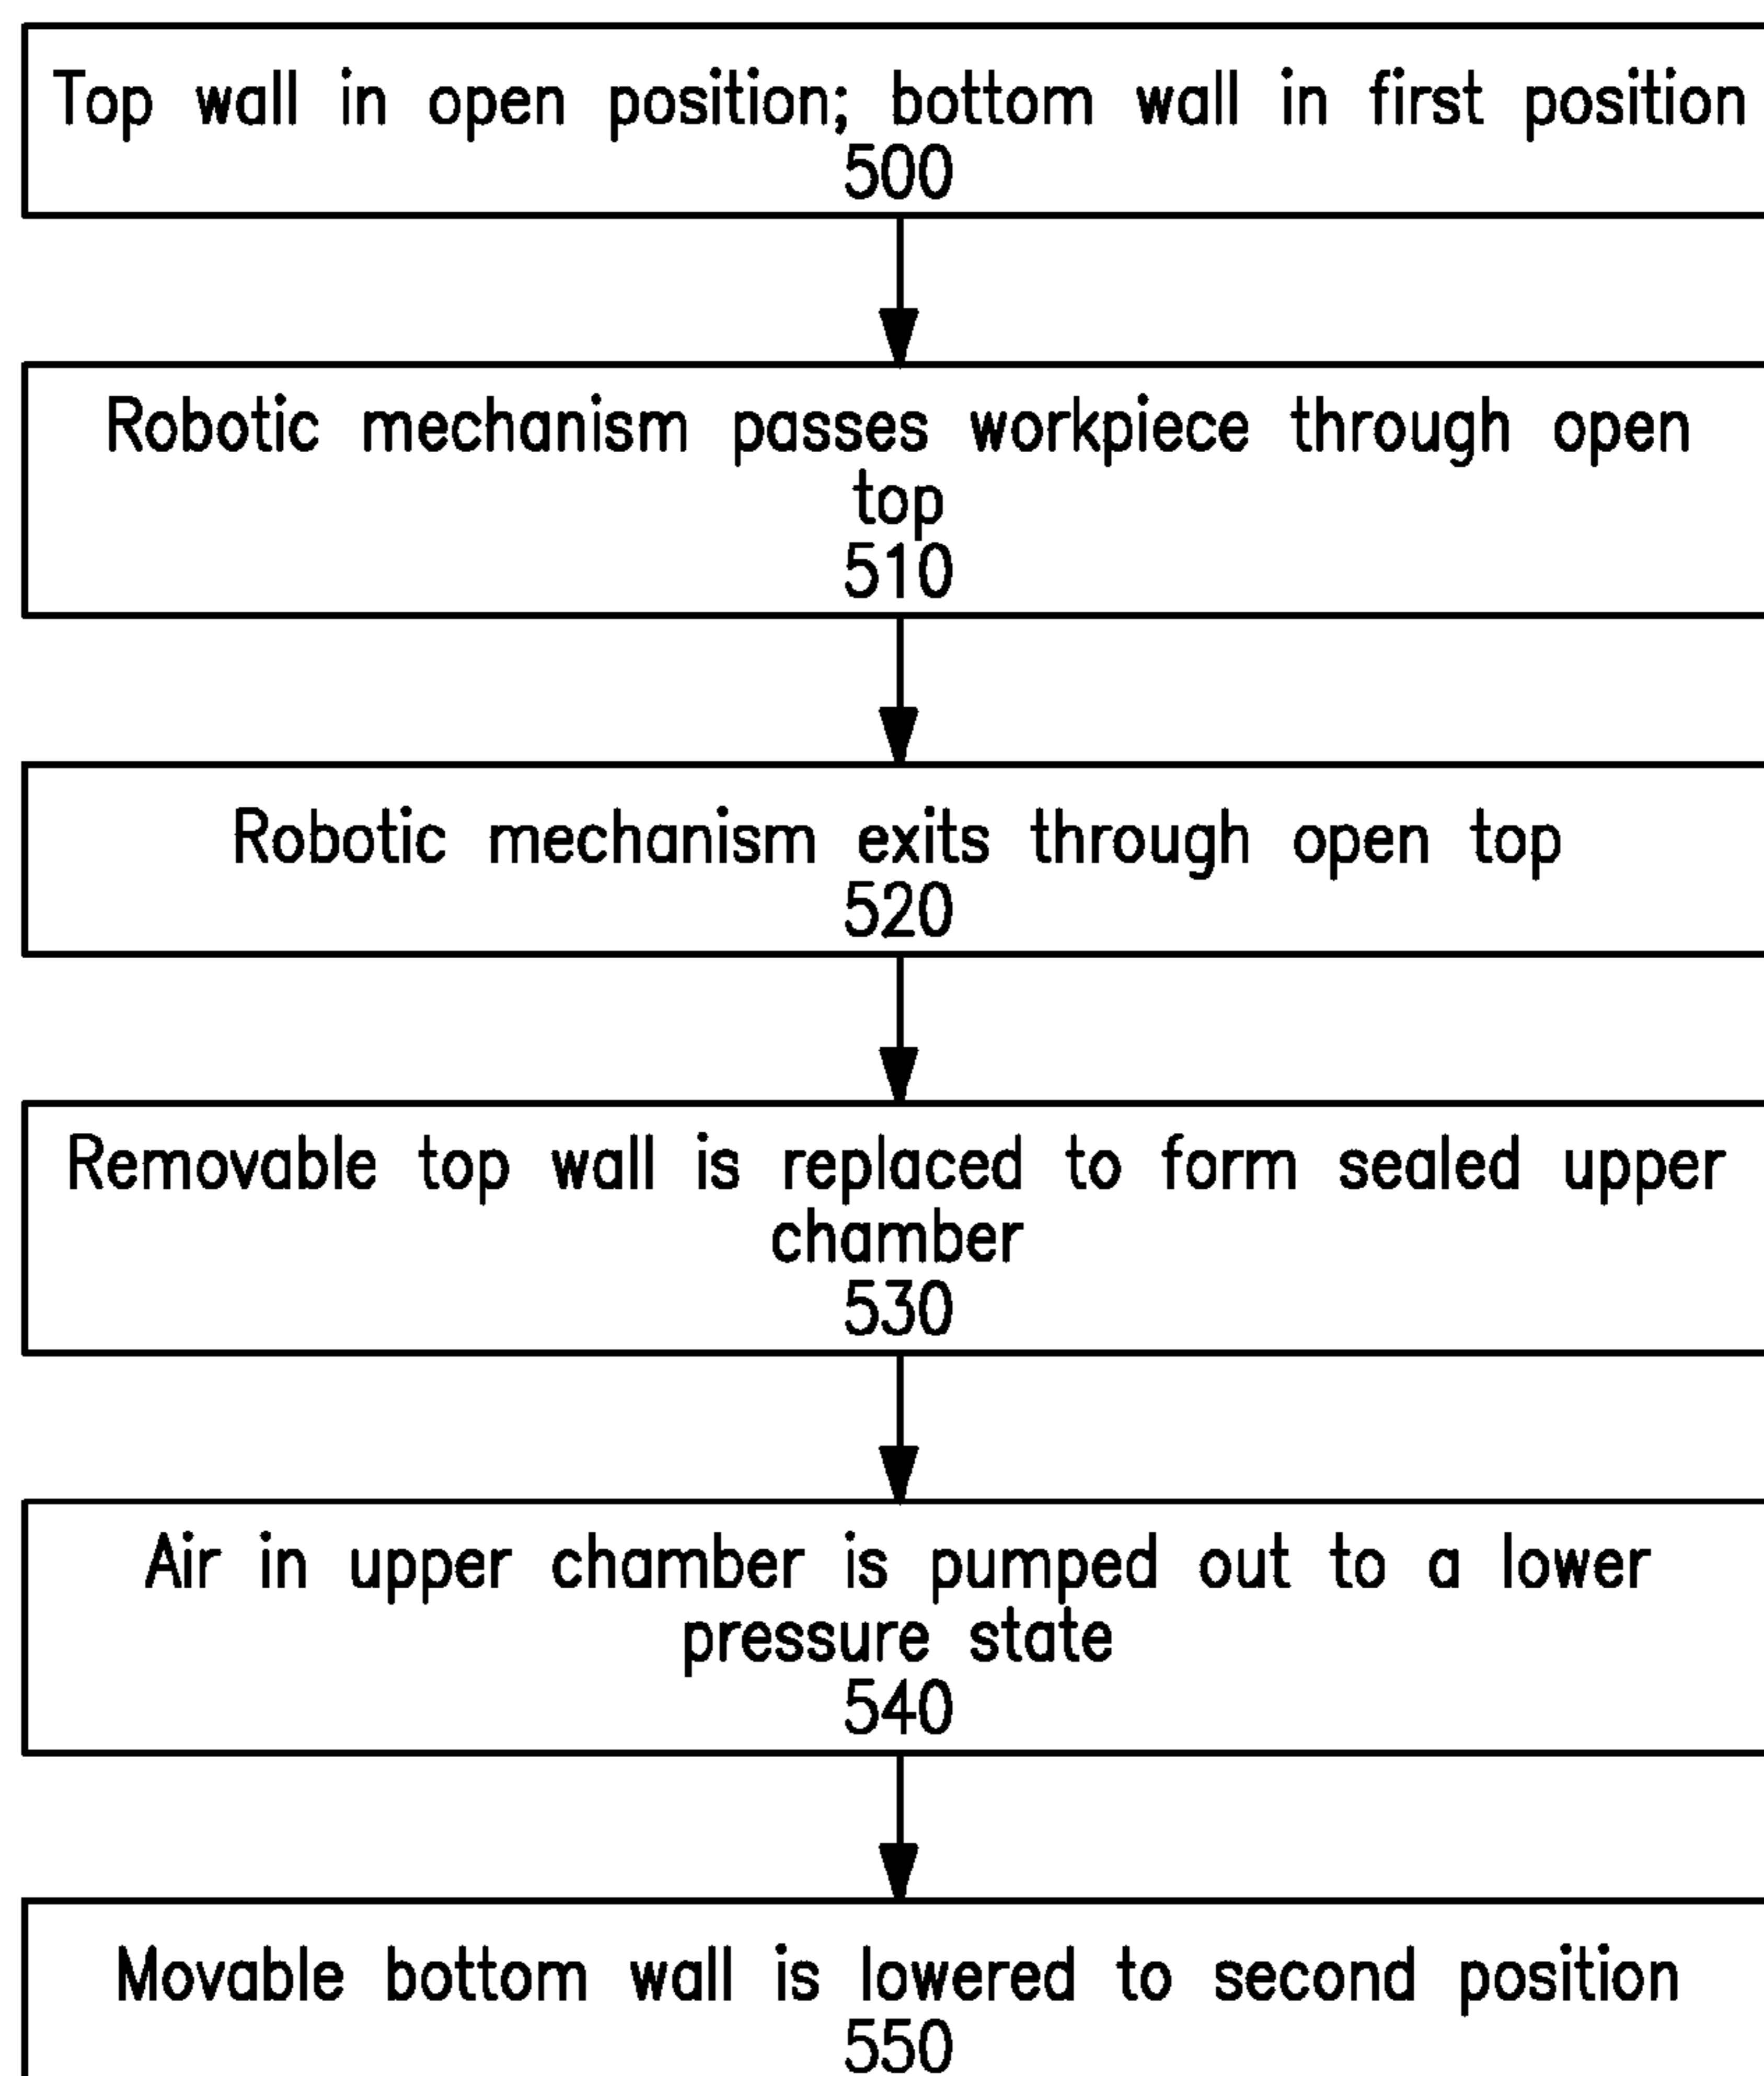 Top wall in open position; bottom wall in first position
500
Robotic mechanism passes workpiece through open
top
510
Robotic mechanism exits through open top
520
Removable top wall is replaced to form sealed upper
chamber
530
Air in upper chamber is pumped out to a lower
pressure state
540
Movable bottom wall is lowered to second position
550